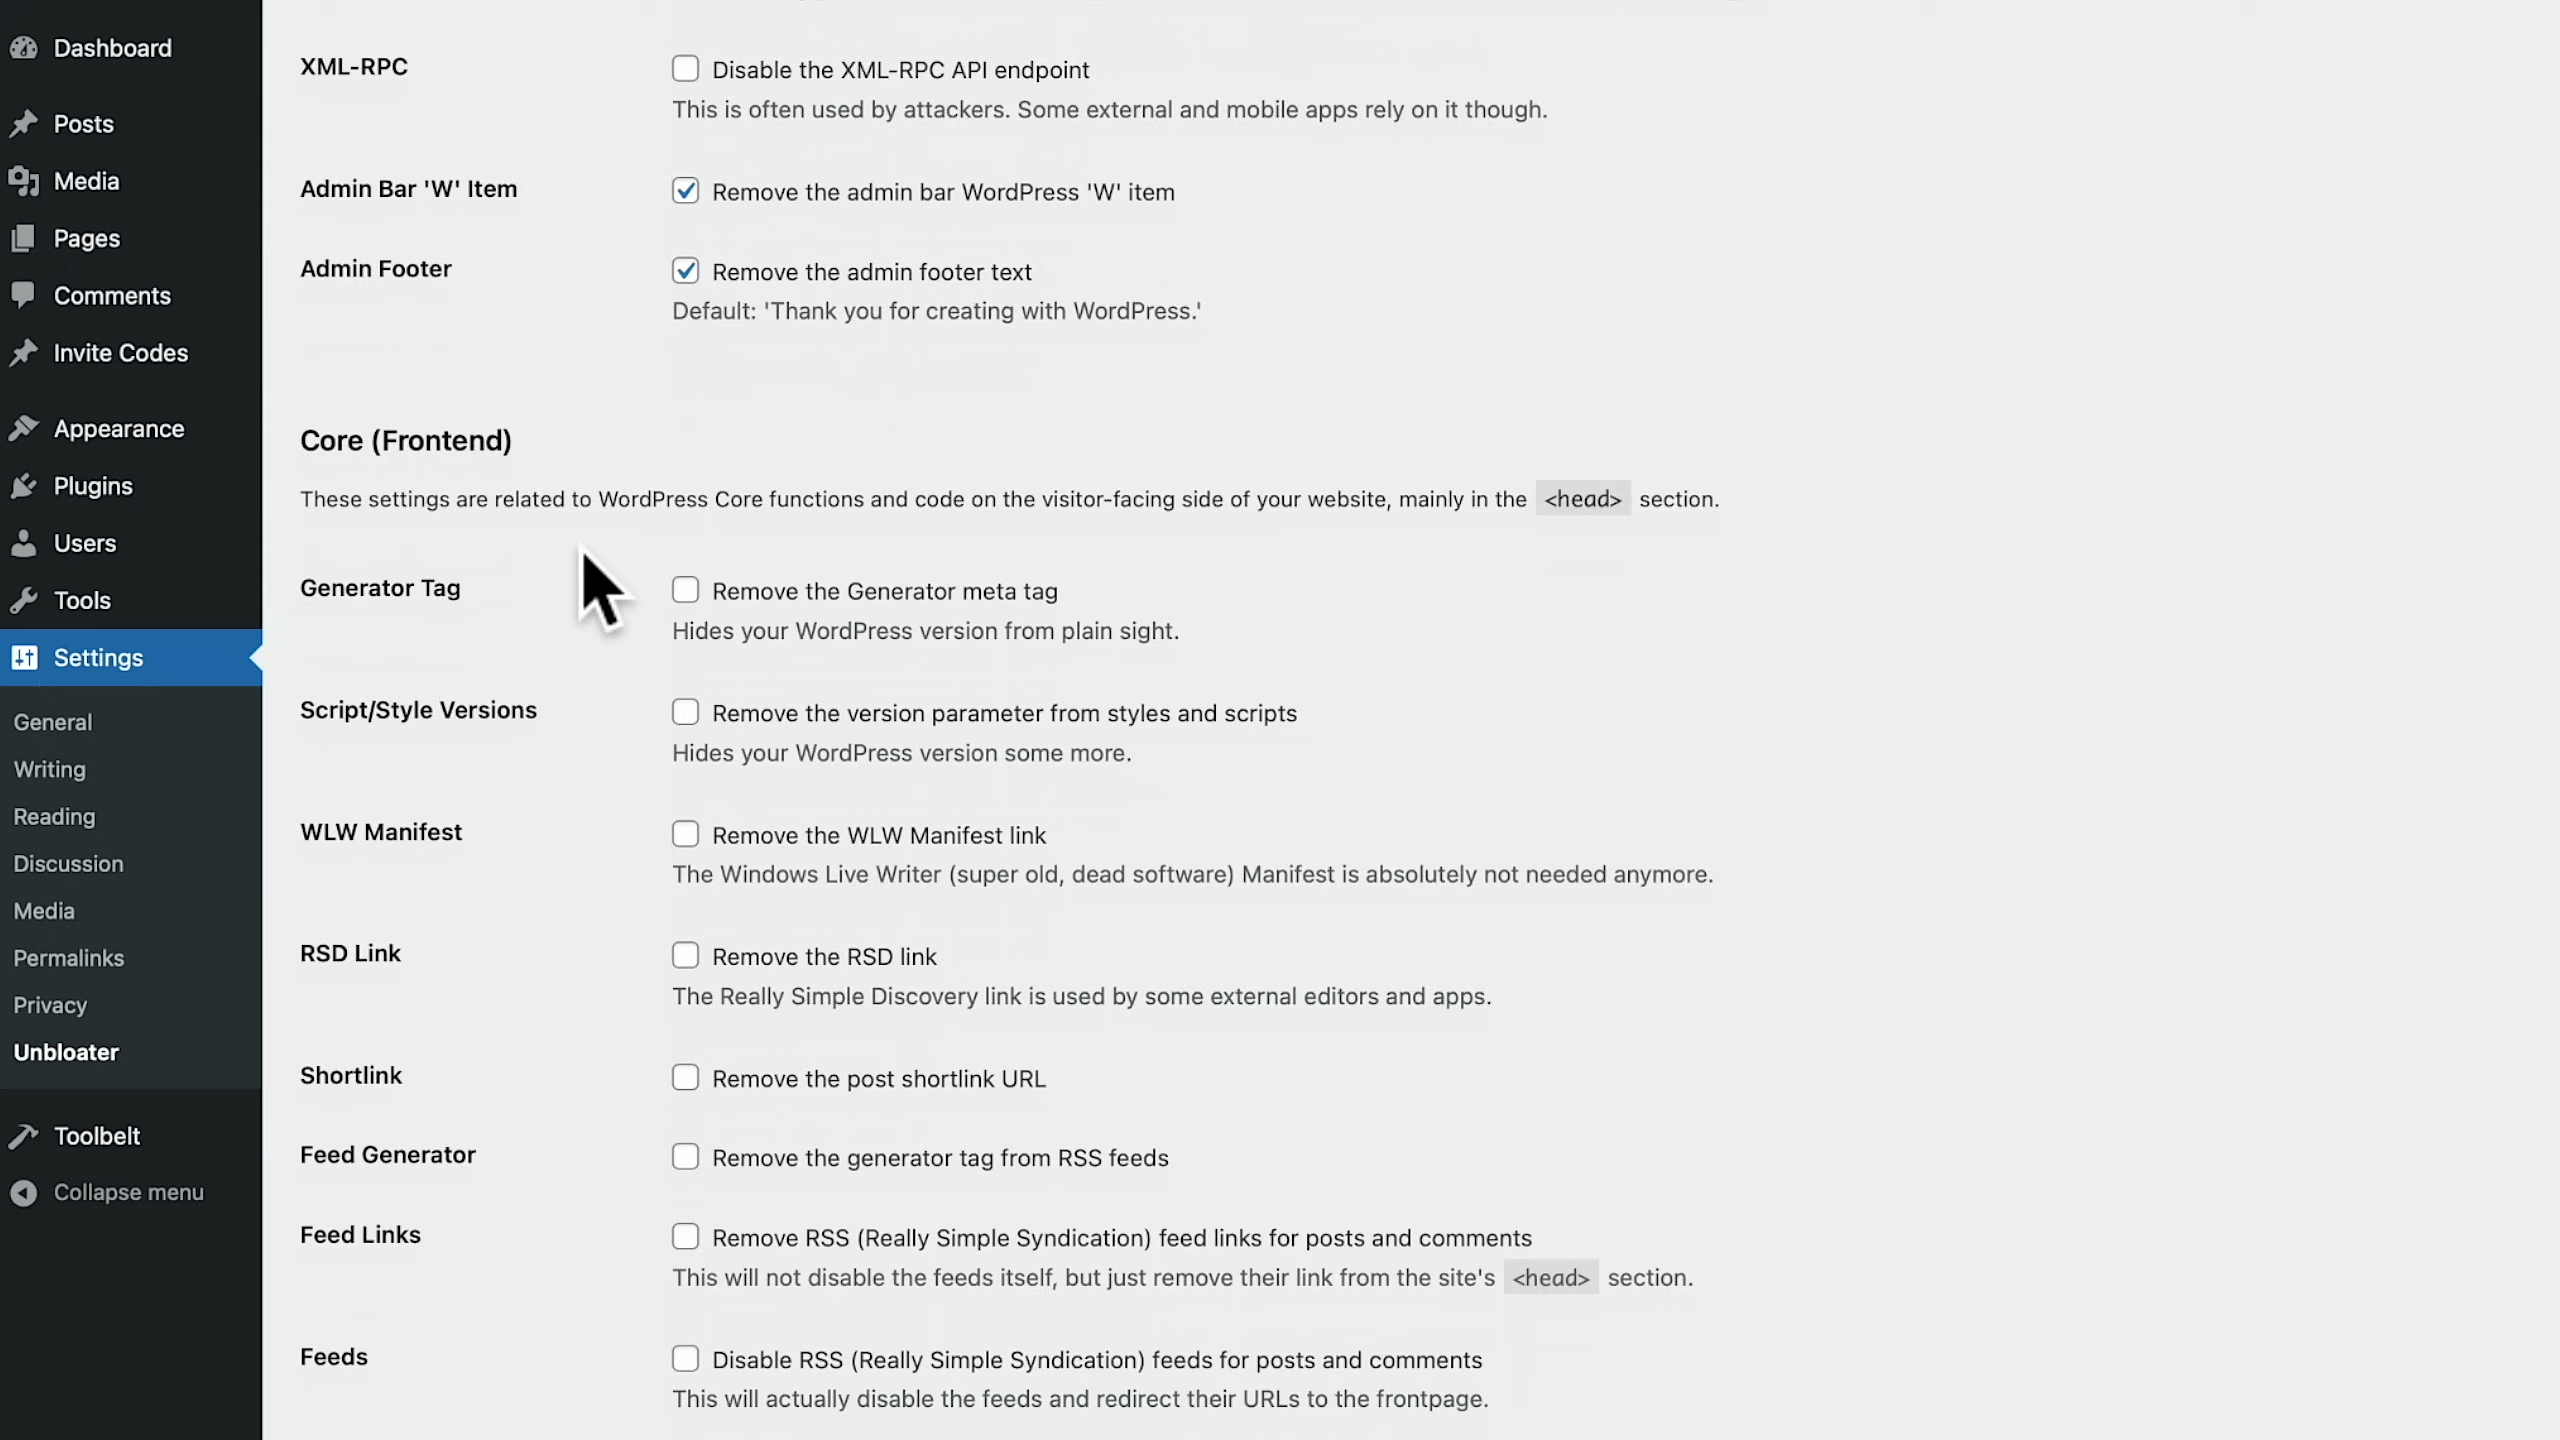 Dashboard
Posts
Media
Pages
Comments
Invite Codes
Appearance
Plugins
Users
Tools
Settings
General
Writing
Reading
Discussion
Media
Permalinks
Privacy
Unbloater
Toolbelt
Collapse menu
XML-RPC
Disable the XML-RPC API endpoint
This is often used by attackers. Some external and mobile apps rely on it though.
Admin Bar 'W' Item
Remove the admin bar WordPress 'W' item
Admin Footer
Remove the admin footer text
Default: 'Thank you for creating with WordPress.'
Core (Frontend)
These settings are related to WordPress Core functions and code on the visitor-facing side of your website, mainly in the <head> section.
Generator Tag
Remove the Generator meta tag
Hides your WordPress version from plain sight.
Script/Style Versions
Remove the version parameter from styles and scripts
Hides your WordPress version some more.
WLW Manifest
Remove the WLW Manifest link
The Windows Live Writer (super old, dead software) Manifest is absolutely not needed anymore.
RSD Link
Remove the RSD link
The Really Simple Discovery link is used by some external editors and apps.
Shortlink
Remove the post shortlink URL
Feed Generator
Remove the generator tag from RSS feeds
Feed Links
Remove RSS (Really Simple Syndication) feed links for posts and comments
This will not disable the feeds itself, but just remove their link from the site's <head> section.
Feeds
Disable RSS (Really Simple Syndication) feeds for posts and comments
This will actually disable the feeds and redirect their URLs to the frontpage.